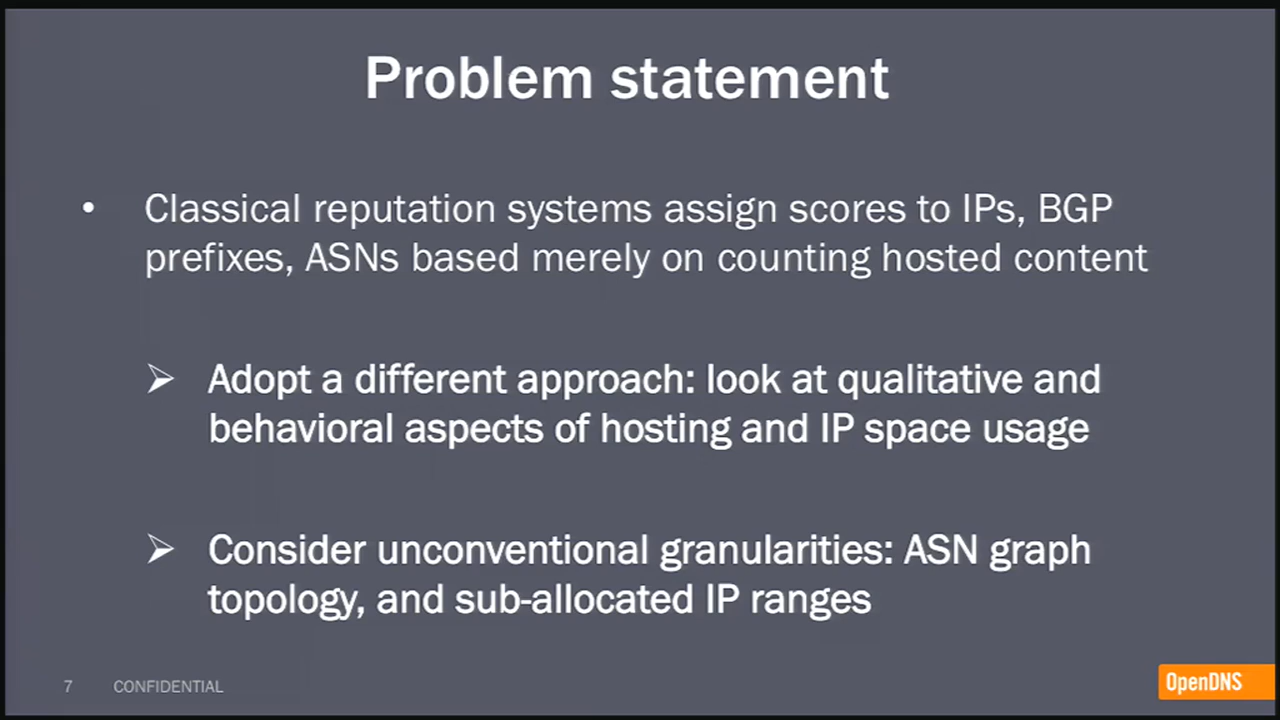 Problem statement
• Classical reputation systems assign scores to IPs, BGP
prefixes, ASNs based merely on counting hosted content
➢ Adopt a different approach: look at qualitative and
behavioral aspects of hosting and IP space usage
➢ Consider unconventional granularities: ASN graph
topology, and sub-allocated IP ranges
7 CONFIDENTIAL
OpenDNS